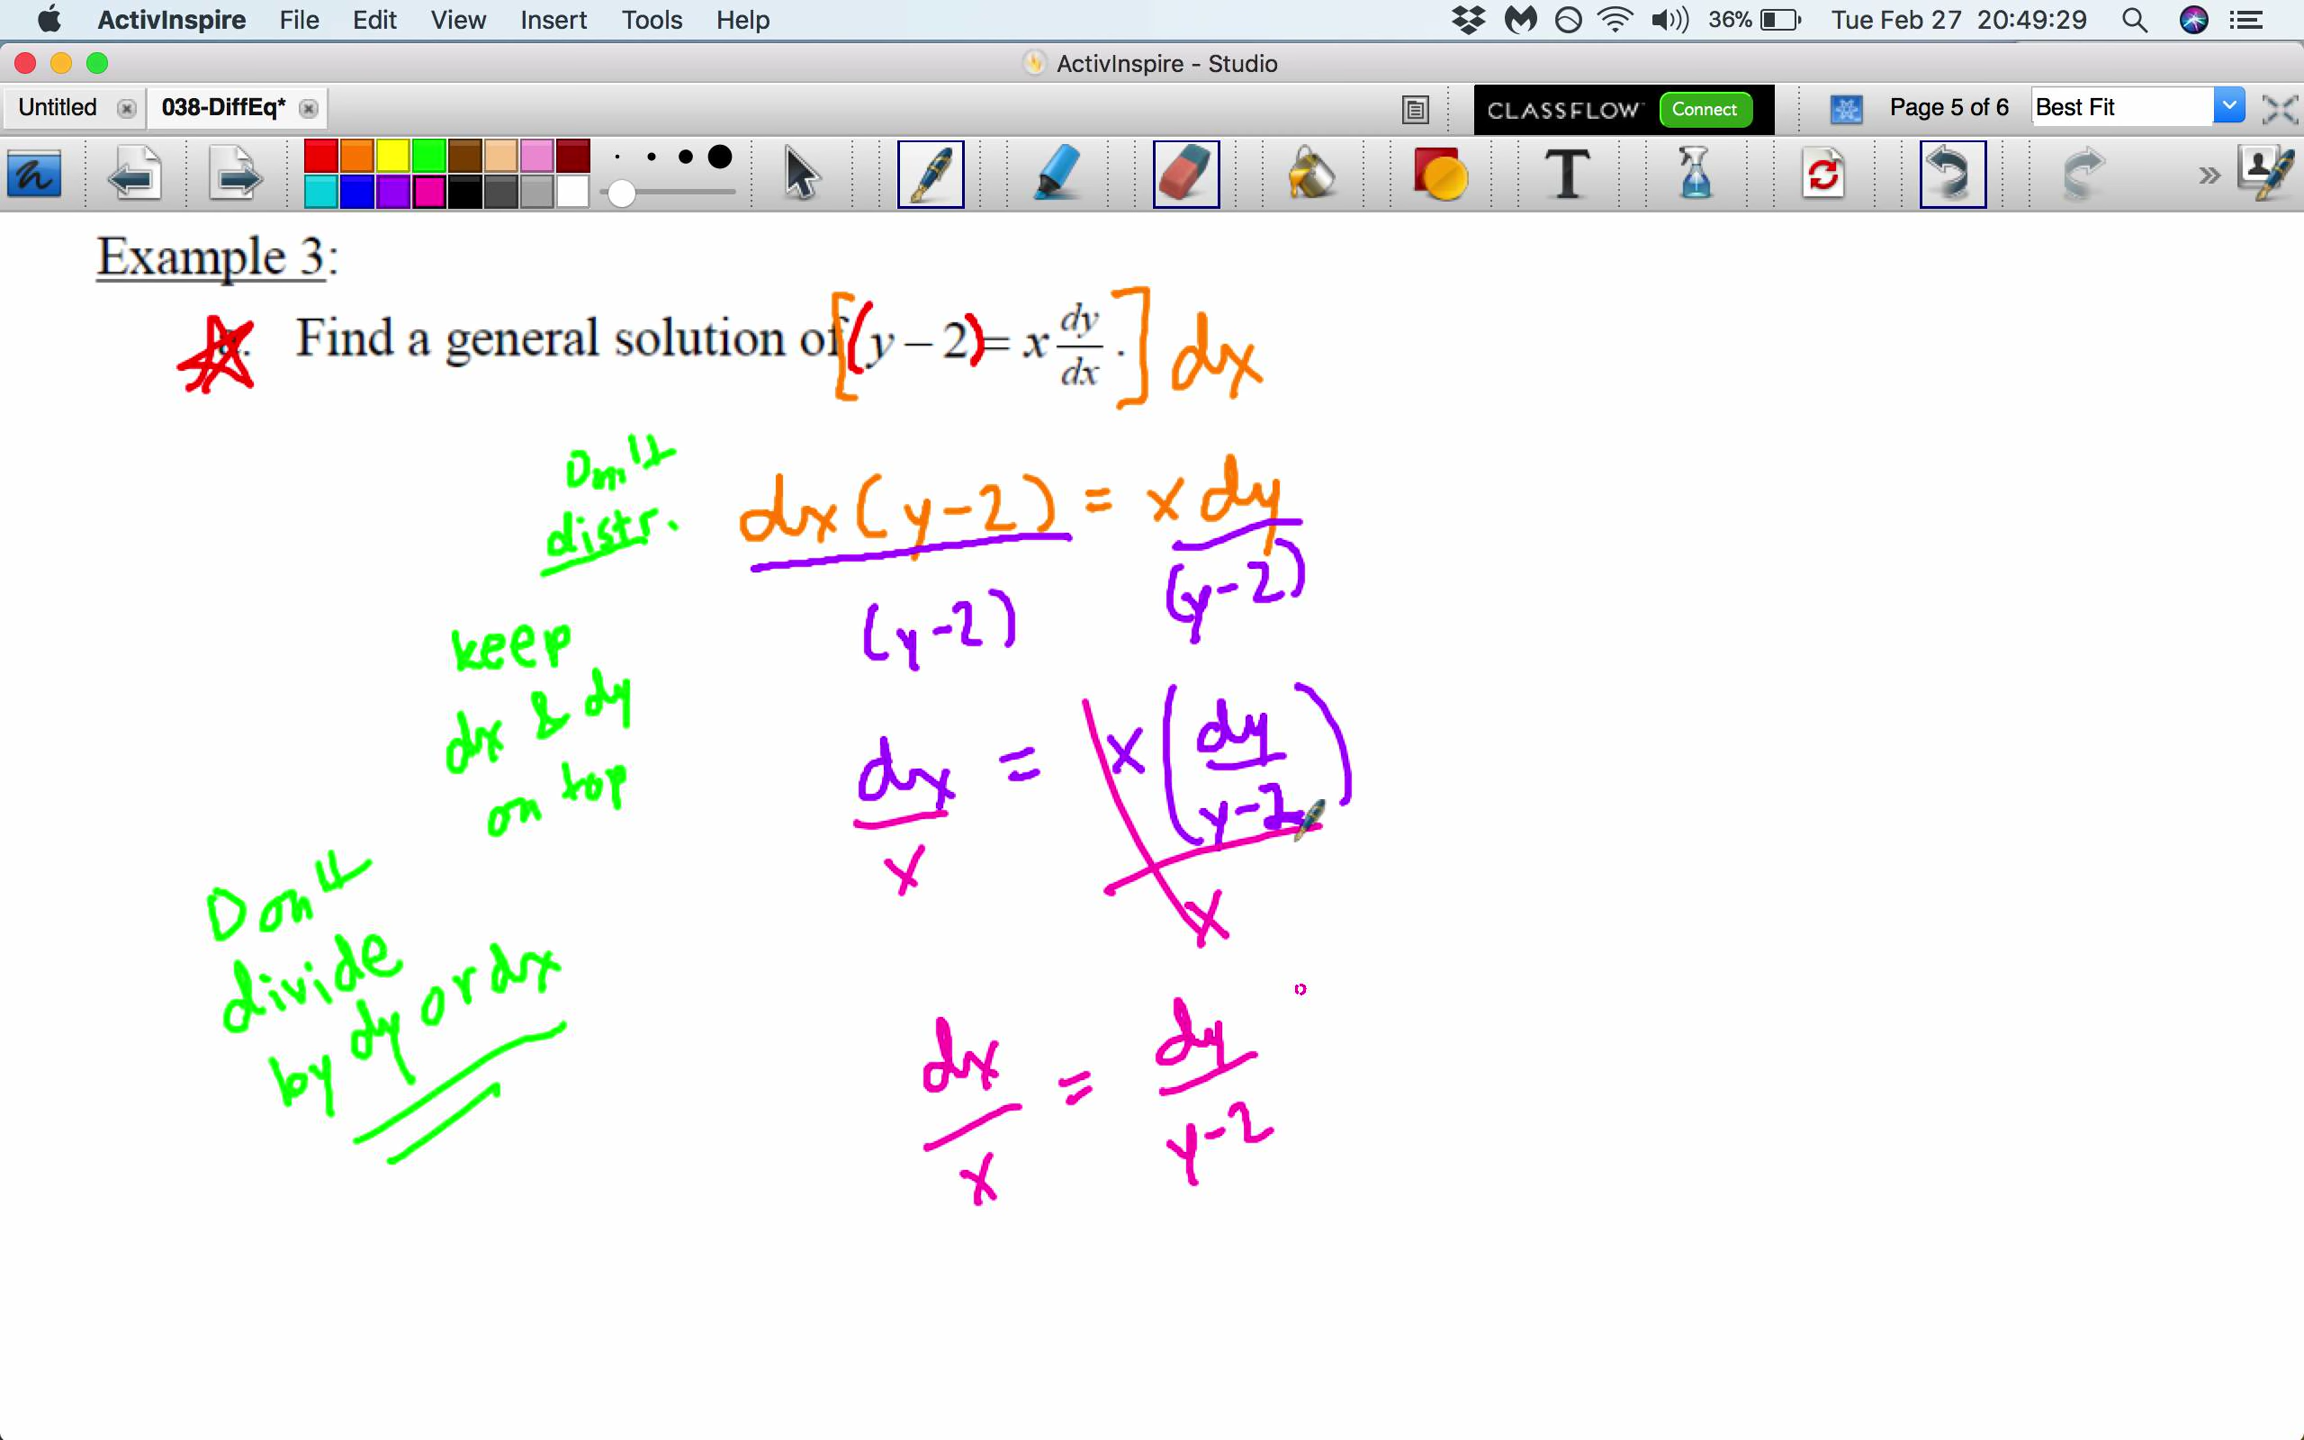 ActivInspire File Edit View Insert Tools Help 36% Tue Feb 27 20:49:29
ActivInspire - Studio
Untitled 038-DiffEq* CLASSFLOW Connect Page 5 of 6 Best Fit
T
Example 3:
Find a general solution of [(y – 2) = x dy/dx .] dx
Don't
distr.
dx(y-2) = x dy
(y-2) (y-2)
keep
dx & dy
on top
dx = x(dy/y-2)
x x
Don't
divide
by dy or dx
dx/x = dy/y-2